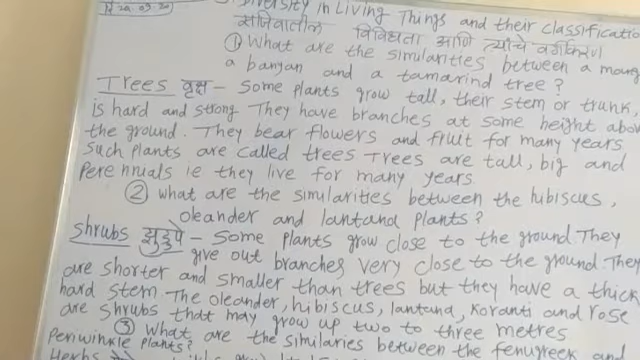 Diversity in Living Things and their classification
सजिवातील विविधता आणि त्यांचे वर्गीकरण
① What are the similarities between a mang
a banyan and a tamarind tree?
Trees वृक्ष - Some plants grow tall, their stem or trunk,
is hard and strong They have branches at some height abov
the ground. They bear flowers and fruit for many years
Such plants are called trees Trees are tall, big and
Perennials ie they live for many years
② what are the similarities between the hibiscus,
oleander and lantana plants?
Shrubs झुडूपे - Some plants grow close to the ground. They
give out branches very close to the ground. They
are shorter and smaller than trees but they have a thick
hard stem. The oleander, hibiscus, lantana, Koranti and rose
are shrubs that may grow up two to three metres
③ What are the similaries between the fenugreek and
Periwinkle plants?
Herbs